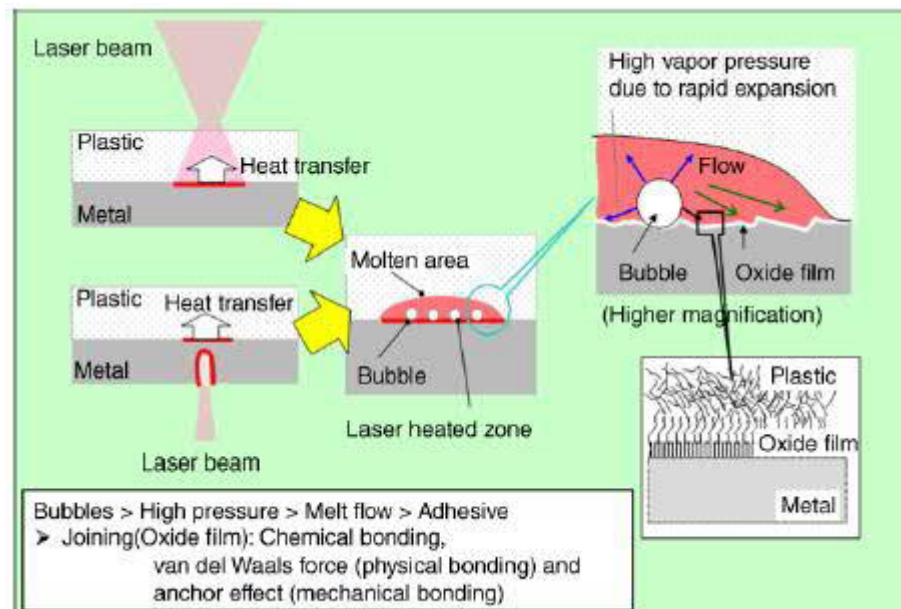 Laser beam
Plastic
Heat transfer
Metal
Plastic
Heat transfer
Metal
Laser beam
Molten area
Bubble
Laser heated zone
High vapor pressure
due to rapid expansion
Flow
Bubble
Oxide film
(Higher magnification)
Plastic
Oxide film
Metal
Bubbles > High pressure > Melt flow > Adhesive
➤ Joining(Oxide film): Chemical bonding,
van del Waals force (physical bonding) and
anchor effect (mechanical bonding)